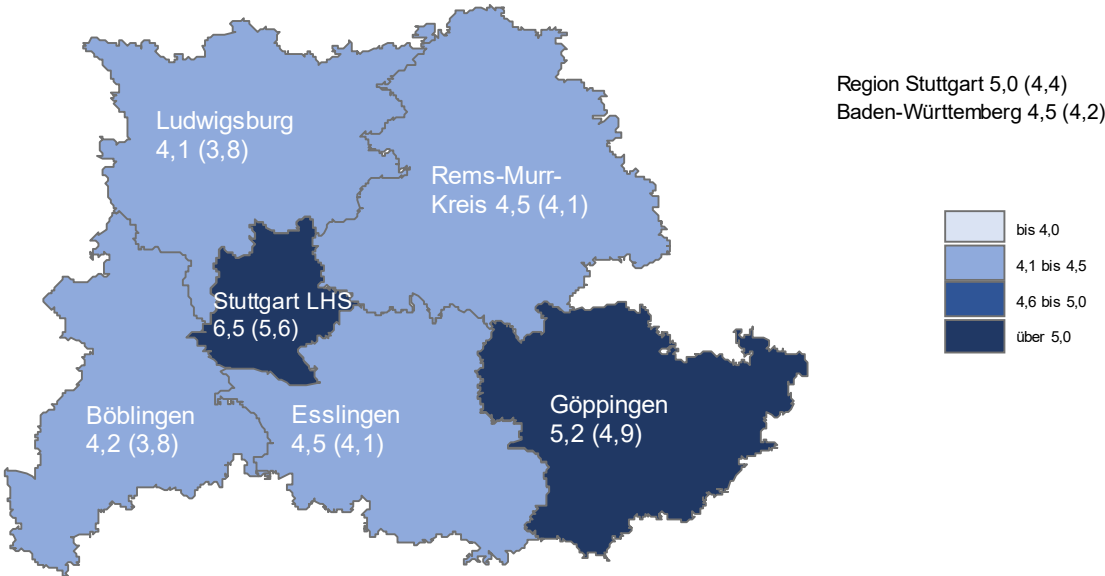 Region Stuttgart 5,0 (4,4)
Baden-Württemberg 4,5 (4,2)
Ludwigsburg
4,1 (3,8)
Rems-Murr-
Kreis 4,5 (4,1)
Stuttgart LHS
6,5 (5,6)
Böblingen
4,2 (3,8)
Esslingen
4,5 (4,1)
Göppingen
5,2 (4,9)
bis 4,0
4,1 bis 4,5
4,6 bis 5,0
über 5,0